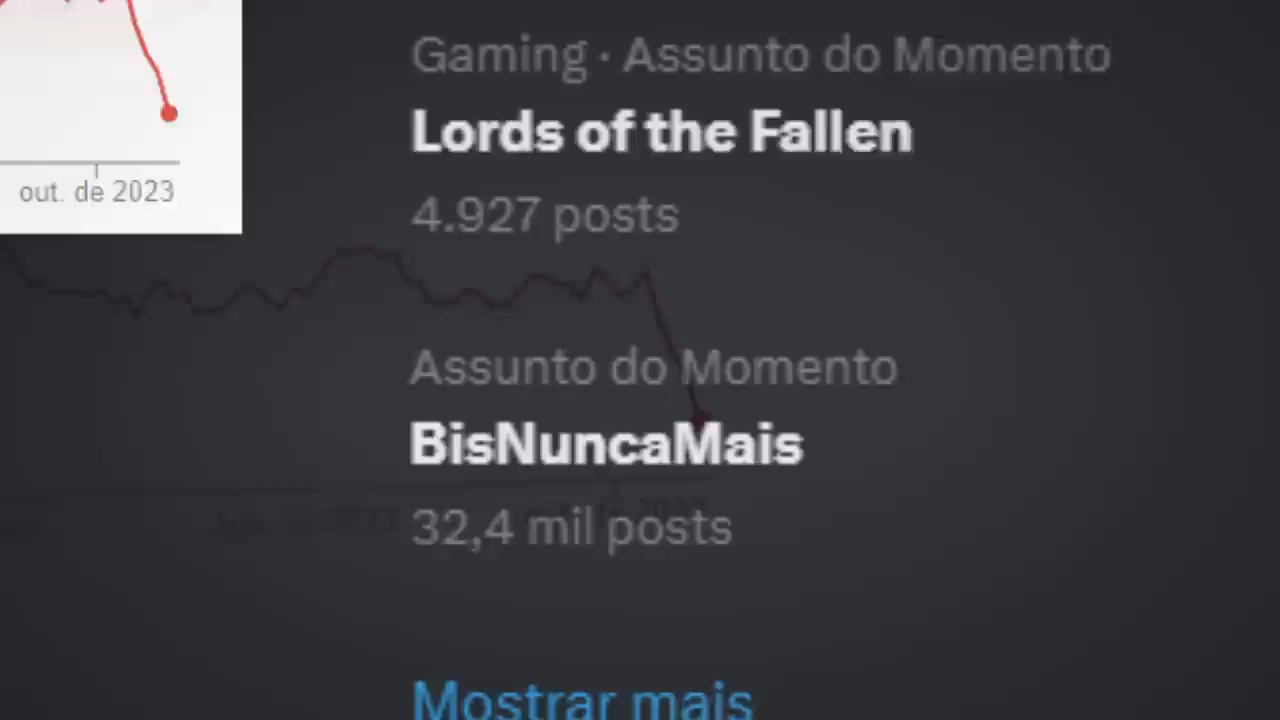 Gaming · Assunto do Momento
Lords of the Fallen
4.927 posts
out. de 2023
Assunto do Momento
BisNuncaMais
32,4 mil posts
Mostrar mais